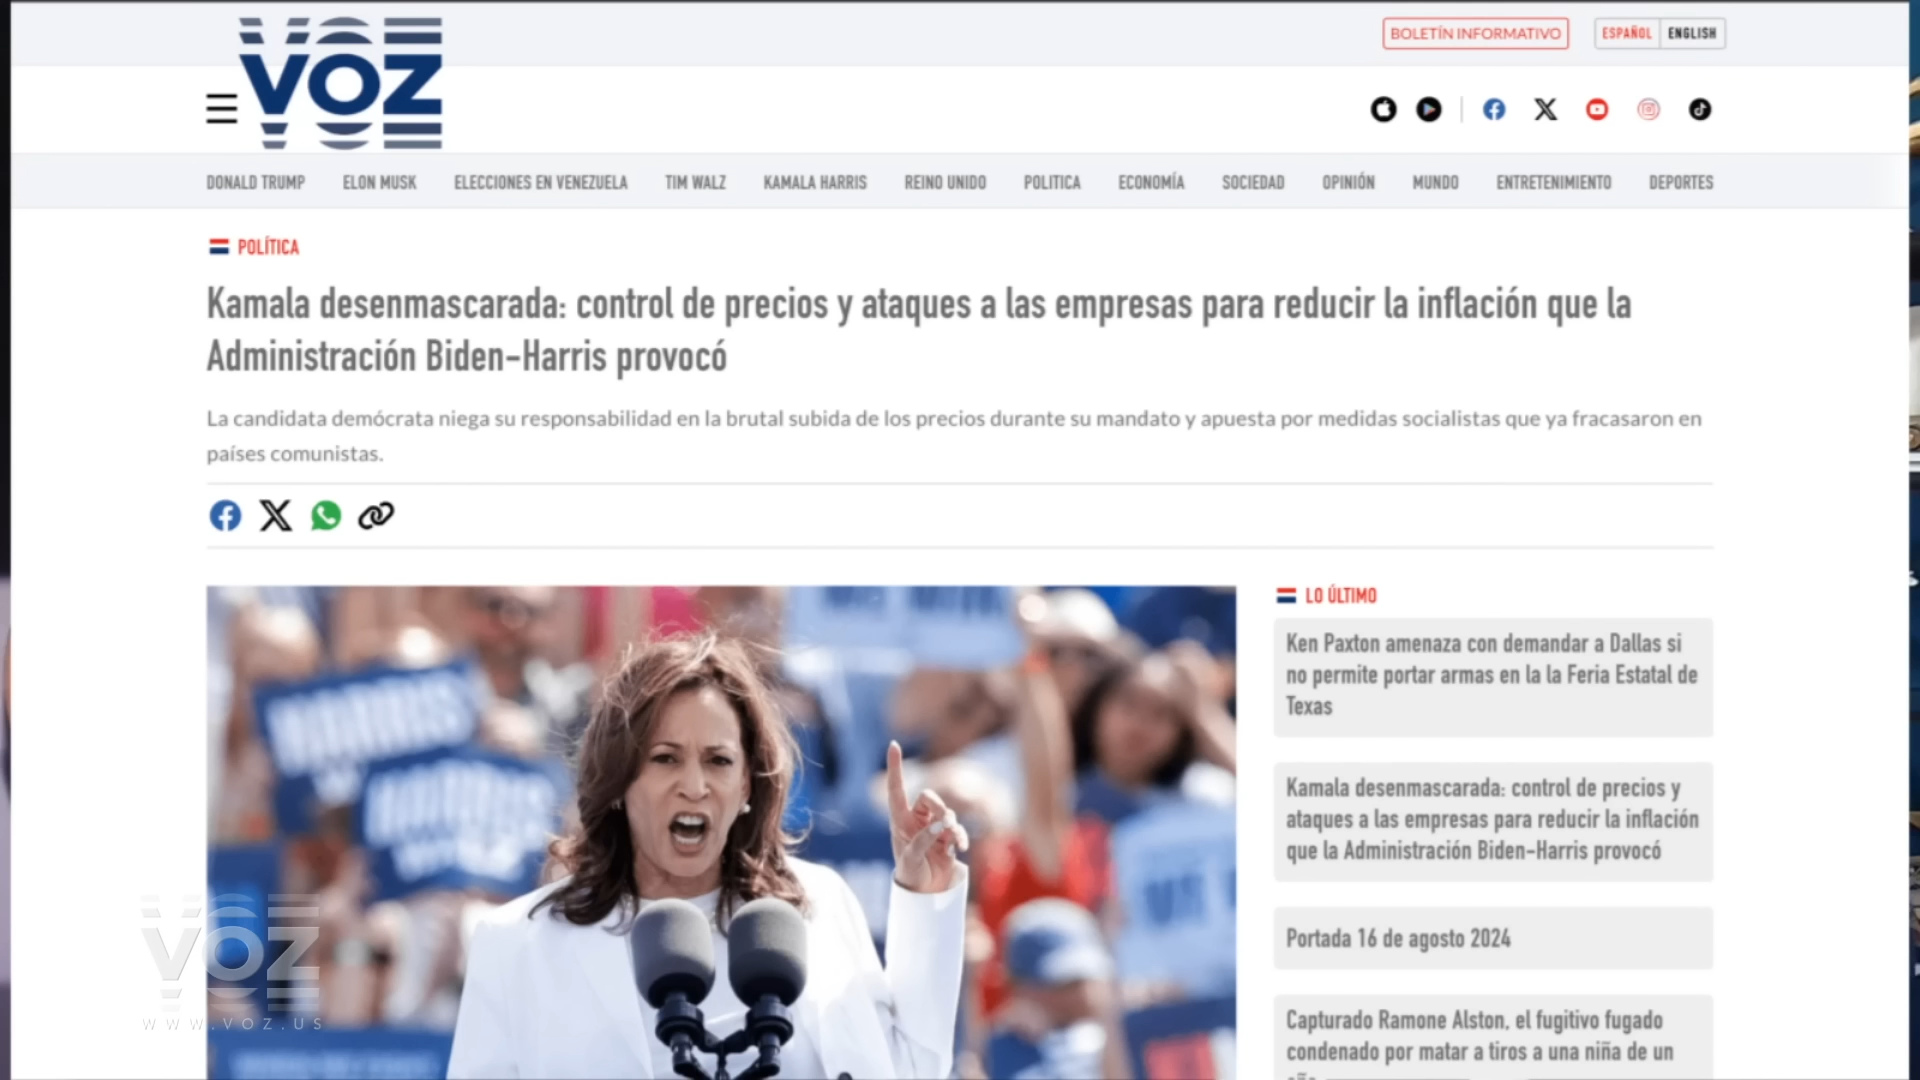 VOZ
BOLETÍN INFORMATIVO
ESPAÑOL ENGLISH
DONALD TRUMP ELON MUSK ELECCIONES EN VENEZUELA TIM WALZ KAMALA HARRIS REINO UNIDO POLITICA ECONOMÍA SOCIEDAD OPINIÓN MUNDO ENTRETENIMIENTO DEPORTES
POLÍTICA
Kamala desenmascarada: control de precios y ataques a las empresas para reducir la inflación que la
Administración Biden-Harris provocó
La candidata demócrata niega su responsabilidad en la brutal subida de los precios durante su mandato y apuesta por medidas socialistas que ya fracasaron en
países comunistas.
LO ÚLTIMO
Ken Paxton amenaza con demandar a Dallas si
no permite portar armas en la la Feria Estatal de
Texas
Kamala desenmascarada: control de precios y
ataques a las empresas para reducir la inflación
que la Administración Biden-Harris provocó
Portada 16 de agosto 2024
Capturado Ramone Alston, el fugitivo fugado
condenado por matar a tiros a una niña de un
HARRIS
HARRIS
VOZ
WWW.VOZ.US